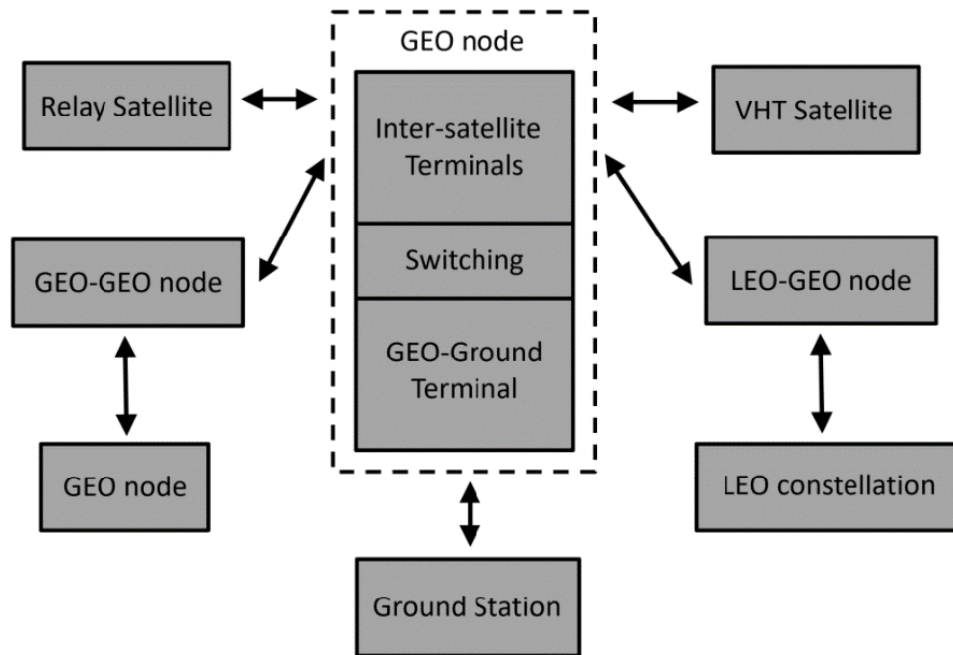 GEO node
Relay Satellite
Inter-satellite
Terminals
VHT Satellite
GEO-GEO node
Switching
LEO-GEO node
GEO-Ground
Terminal
GEO node
LEO constellation
Ground Station